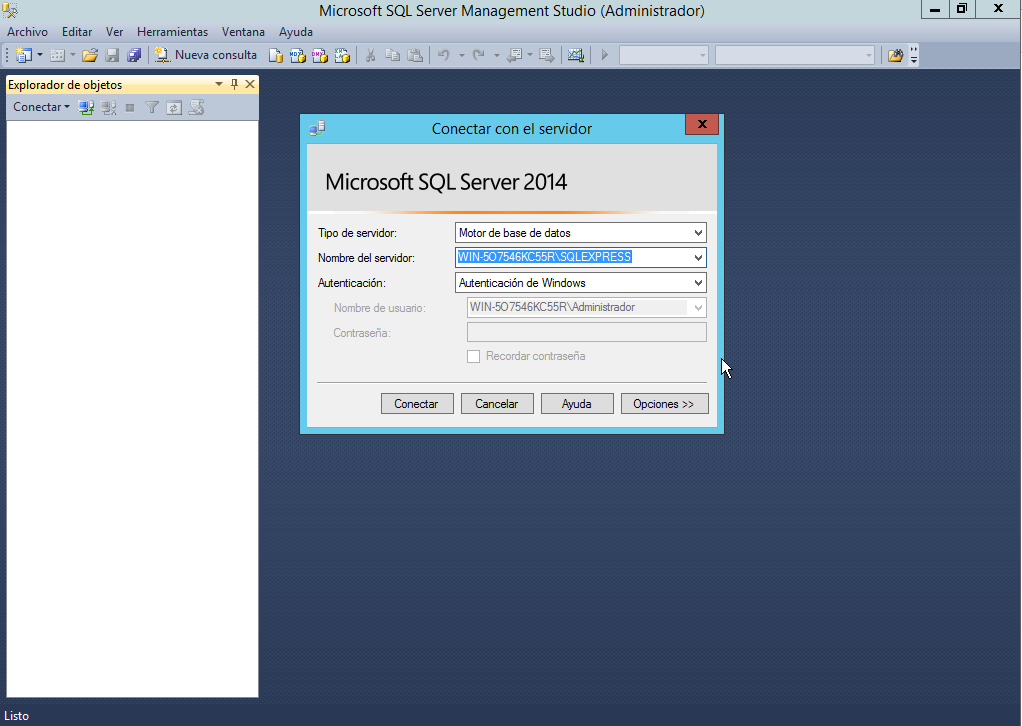 Microsoft SQL Server Management Studio (Administrador)
Archivo Editar Ver Herramientas Ventana Ayuda
Nueva consulta
Explorador de objetos
Conectar
Conectar con el servidor
Microsoft SQL Server 2014
Tipo de servidor: Motor de base de datos
Nombre del servidor: WIN-5O7546KC55R\SQLEXPRESS
Autenticación: Autenticación de Windows
Nombre de usuario: WIN-5O7546KC55R\Administrador
Contraseña:
Recordar contraseña
Conectar Cancelar Ayuda Opciones >>
Listo